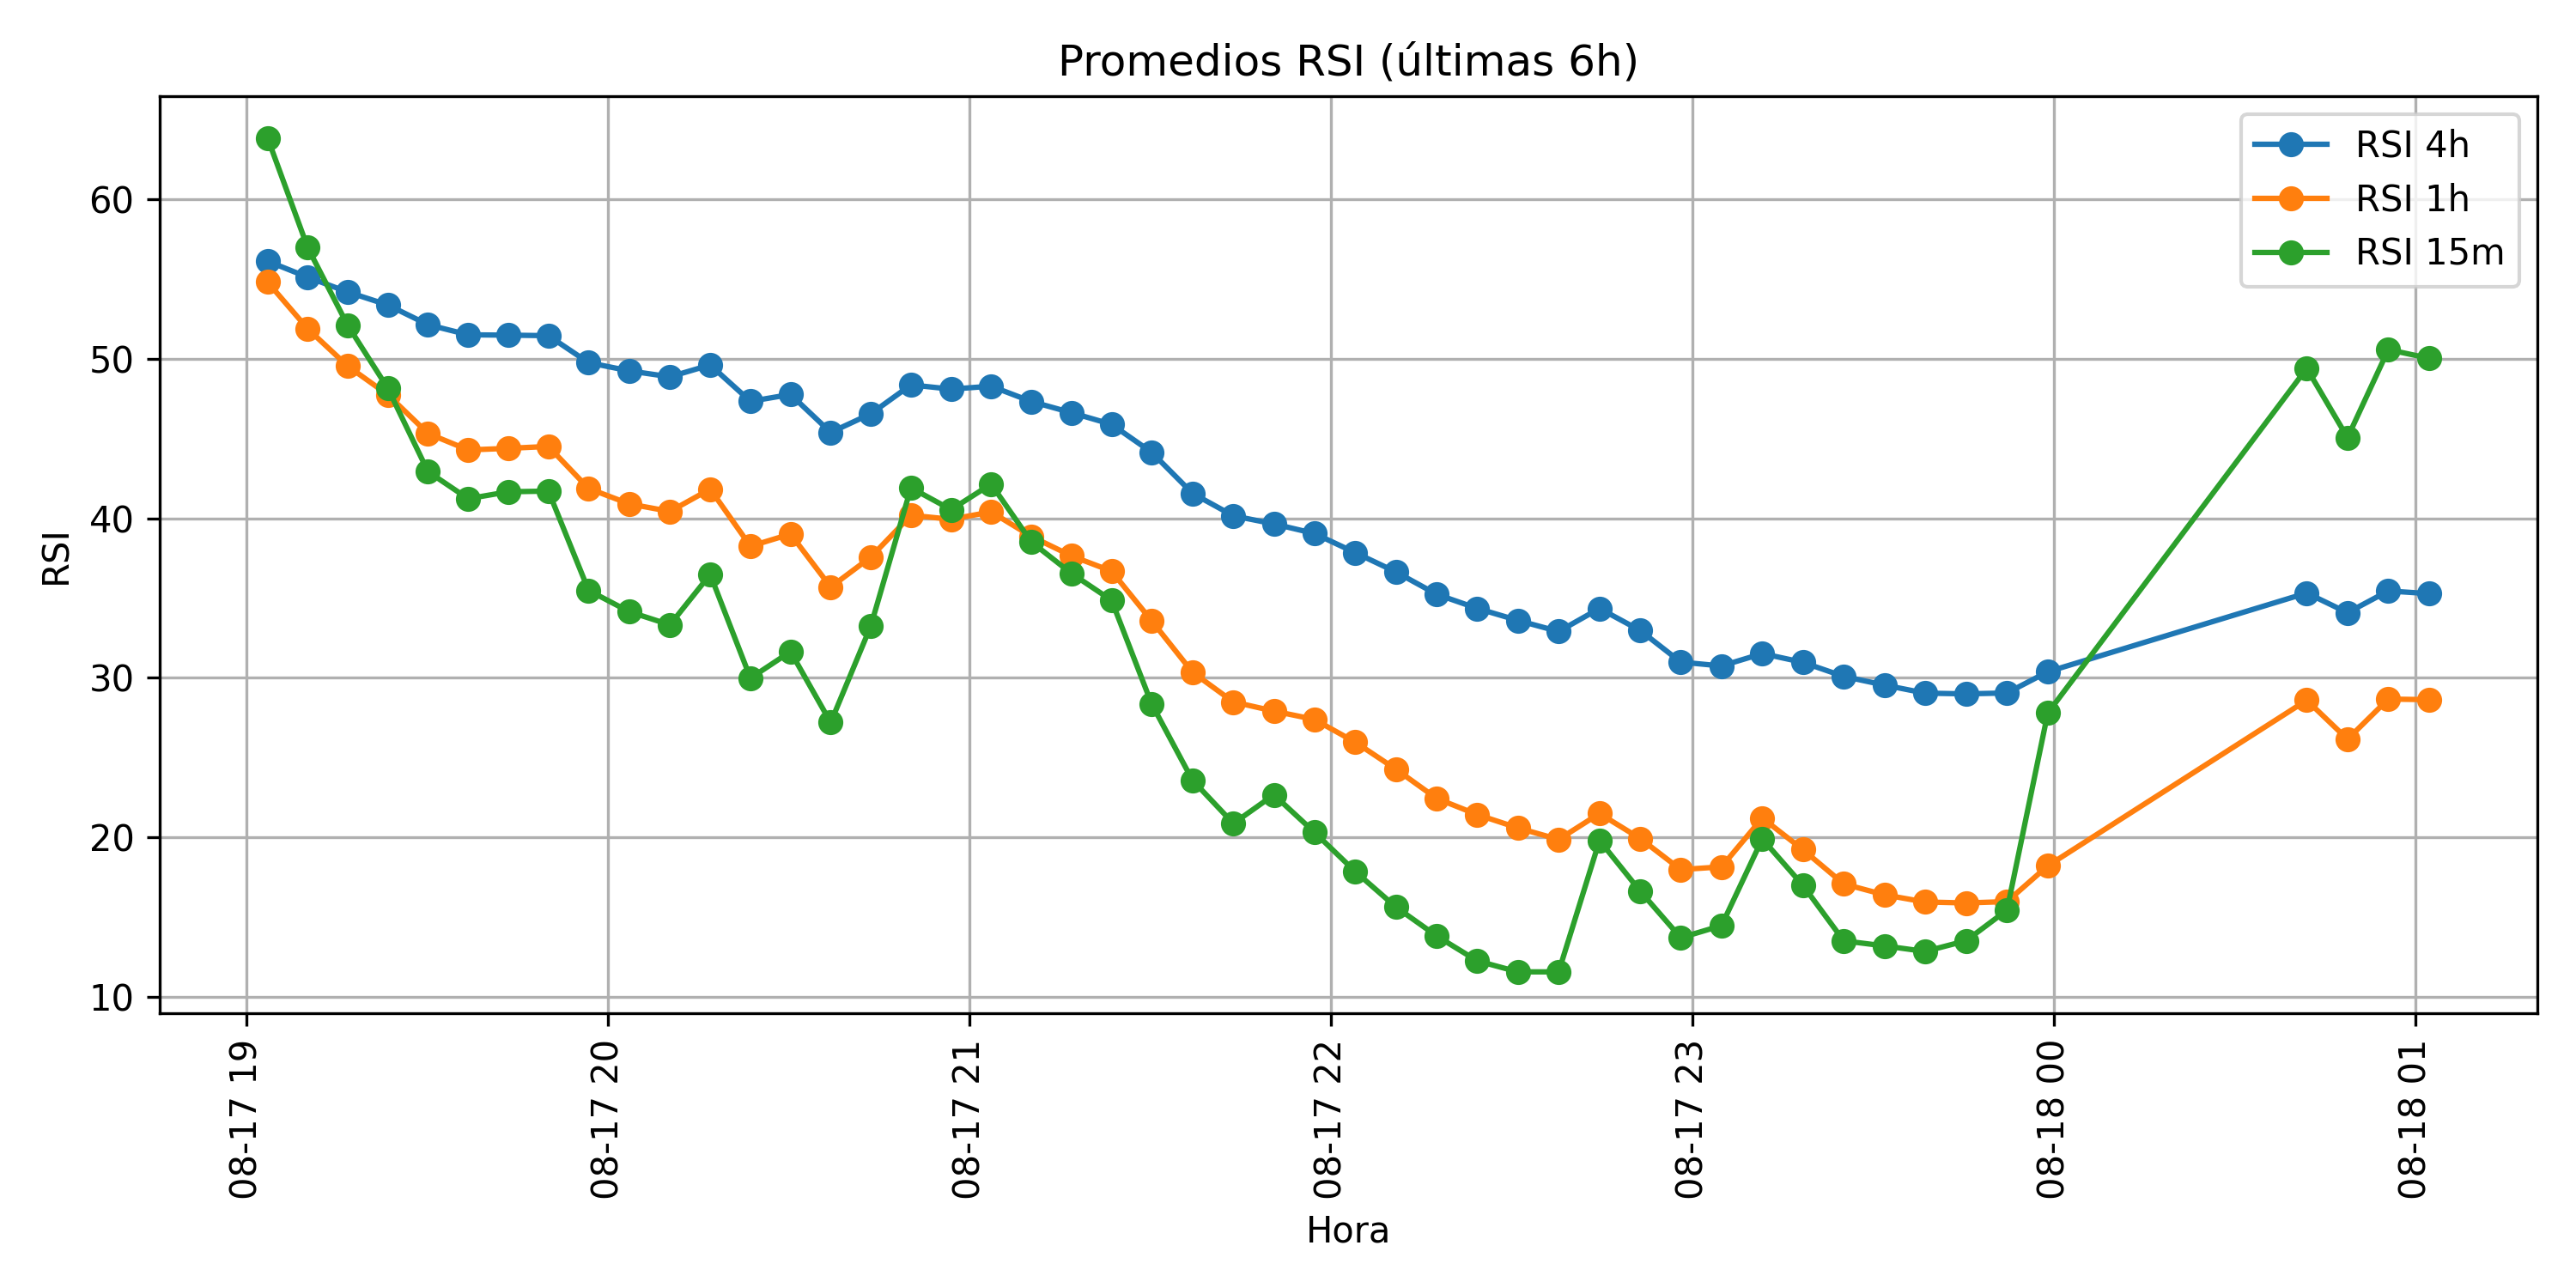 Promedios RSI (últimas 6h)
RSI 4h
RSI 1h
RSI 15m
RSI
60
50
40
30
20
10
08-17 19
08-17 20
08-17 21
08-17 22
08-17 23
08-18 00
08-18 01
Hora